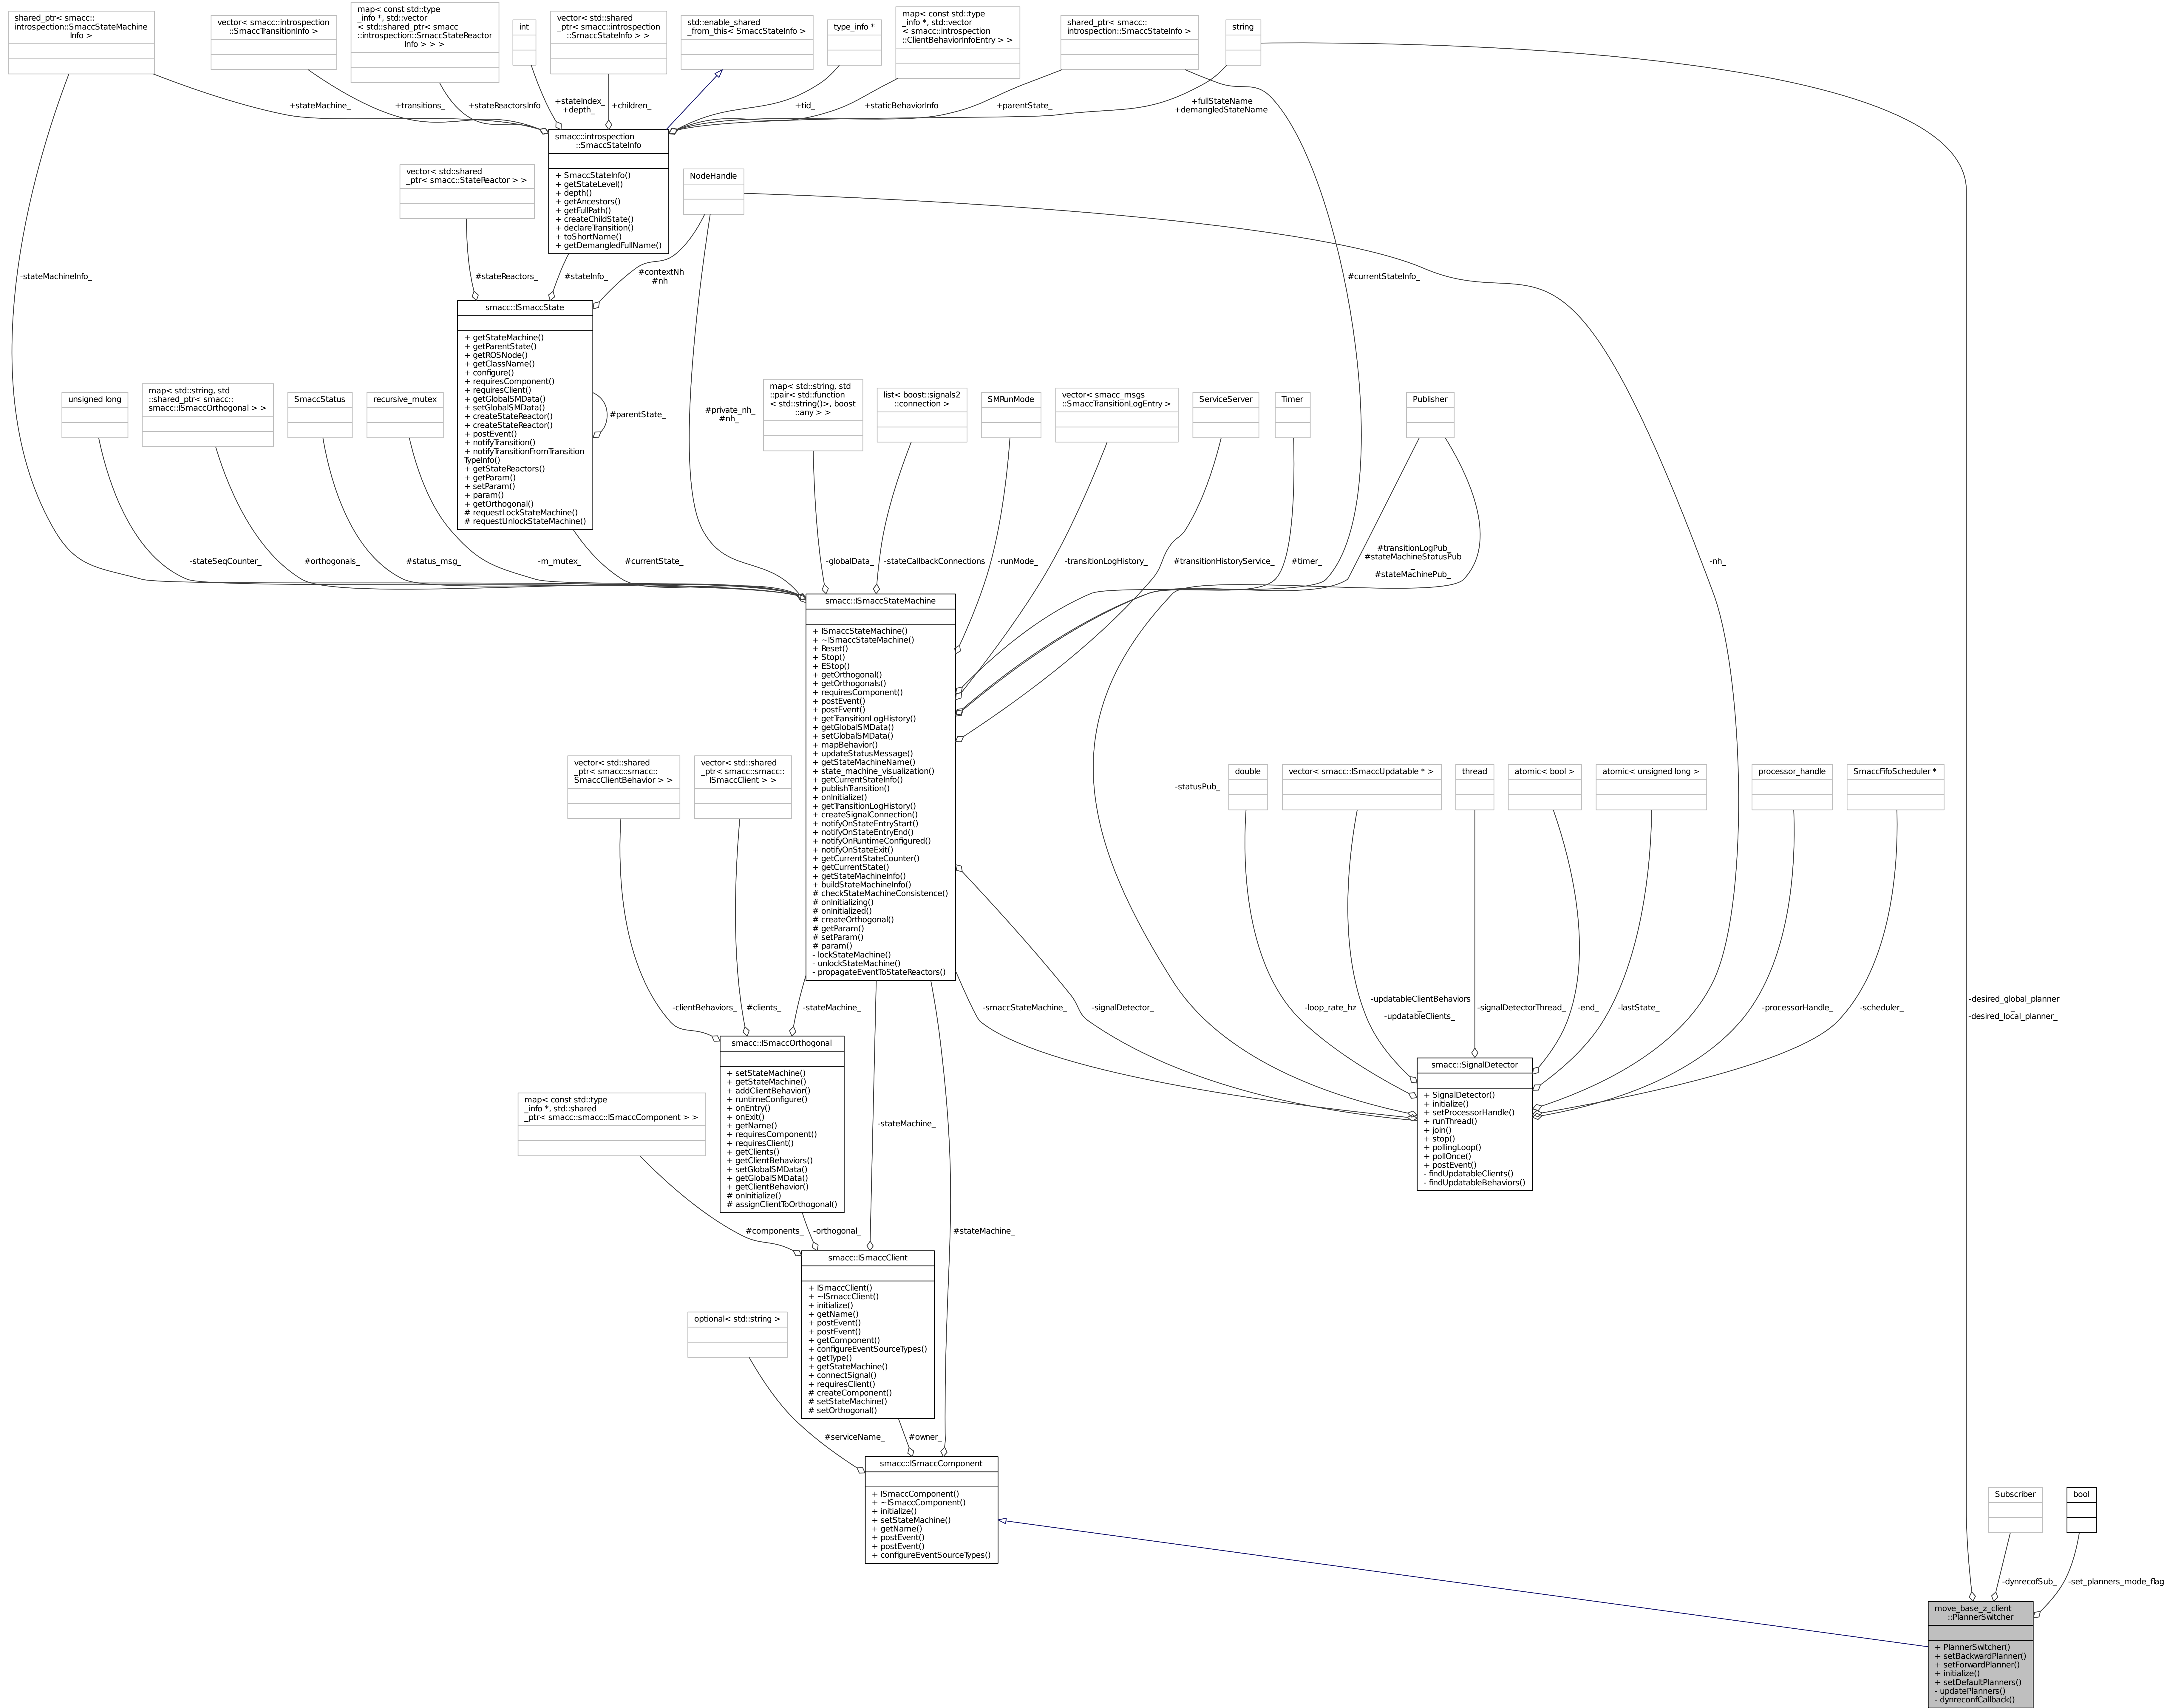 shared_ptr< smacc::
introspection::SmaccStateMachine
Info >
vector< smacc::introspection
::SmaccTransitionInfo >
map< const std::type
_info *, std::vector
< std::shared_ptr< smacc
::introspection::SmaccStateReactor
Info > > >
int
vector< std::shared
_ptr< smacc::introspection
::SmaccStateInfo > >
std::enable_shared
_from_this< SmaccStateInfo >
type_info *
map< const std::type
_info *, std::vector
< smacc::introspection
::ClientBehaviorInfoEntry > >
shared_ptr< smacc::
introspection::SmaccStateInfo >
string
+stateMachine_
+transitions_
+stateReactorsInfo
+stateIndex_
+depth_
+children_
+tid_
+staticBehaviorInfo
+parentState_
+fullStateName
+demangledStateName
smacc::introspection
::SmaccStateInfo
+ SmaccStateInfo()
+ getStateLevel()
+ depth()
+ getAncestors()
+ getFullPath()
+ createChildState()
+ declareTransition()
+ toShortName()
+ getDemangledFullName()
vector< std::shared
_ptr< smacc::StateReactor > >
NodeHandle
-stateMachineInfo_
#stateReactors_
#stateInfo_
#contextNh
#nh
#currentStateInfo_
smacc::ISmaccState
+ getStateMachine()
+ getParentState()
+ getROSNode()
+ getClassName()
+ configure()
+ requiresComponent()
+ requiresClient()
+ getGlobalSMData()
+ setGlobalSMData()
+ createStateReactor()
+ createStateReactor()
+ postEvent()
+ notifyTransition()
+ notifyTransitionFromTransition
TypeInfo()
+ getStateReactors()
+ getParam()
+ setParam()
+ param()
+ getOrthogonal()
# requestLockStateMachine()
# requestUnlockStateMachine()
#parentState_
unsigned long
map< std::string, std
::shared_ptr< smacc::
smacc::ISmaccOrthogonal > >
SmaccStatus
recursive_mutex
#private_nh_
#nh_
map< std::string, std
::pair< std::function
< std::string()>, boost
::any > >
list< boost::signals2
::connection >
SMRunMode
vector< smacc_msgs
::SmaccTransitionLogEntry >
ServiceServer
Timer
Publisher
-stateSeqCounter_
#orthogonals_
#status_msg_
-m_mutex_
#currentState_
-globalData_
-stateCallbackConnections
-runMode_
-transitionLogHistory_
#transitionHistoryService_
#timer_
#transitionLogPub_
#stateMachineStatusPub
_
#stateMachinePub_
-nh_
smacc::ISmaccStateMachine
+ ISmaccStateMachine()
+ ~ISmaccStateMachine()
+ Reset()
+ Stop()
+ EStop()
+ getOrthogonal()
+ getOrthogonals()
+ requiresComponent()
+ postEvent()
+ postEvent()
+ getTransitionLogHistory()
+ getGlobalSMData()
+ setGlobalSMData()
+ mapBehavior()
+ updateStatusMessage()
+ getStateMachineName()
+ state_machine_visualization()
+ getCurrentStateInfo()
+ publishTransition()
+ onInitialize()
+ getTransitionLogHistory()
+ createSignalConnection()
+ notifyOnStateEntryStart()
+ notifyOnStateEntryEnd()
+ notifyOnRuntimeConfigured()
+ notifyOnStateExit()
+ getCurrentStateCounter()
+ getCurrentState()
+ getStateMachineInfo()
+ buildStateMachineInfo()
# checkStateMachineConsistence()
# onInitializing()
# onInitialized()
# createOrthogonal()
# getParam()
# setParam()
# param()
- lockStateMachine()
- unlockStateMachine()
- propagateEventToStateReactors()
vector< std::shared
_ptr< smacc::smacc::
SmaccClientBehavior > >
vector< std::shared
_ptr< smacc::smacc::
ISmaccClient > >
-statusPub_
double
vector< smacc::ISmaccUpdatable * >
thread
atomic< bool >
atomic< unsigned long >
processor_handle
SmaccFifoScheduler *
-clientBehaviors_
#clients_
-stateMachine_
-smaccStateMachine_
-signalDetector_
-loop_rate_hz
-updatableClientBehaviors
_
-updatableClients_
-signalDetectorThread_
-end_
-lastState_
-processorHandle_
-scheduler_
-desired_global_planner
_
-desired_local_planner_
smacc::ISmaccOrthogonal
+ setStateMachine()
+ getStateMachine()
+ addClientBehavior()
+ runtimeConfigure()
+ onEntry()
+ onExit()
+ getName()
+ requiresComponent()
+ requiresClient()
+ getClients()
+ getClientBehaviors()
+ setGlobalSMData()
+ getGlobalSMData()
+ getClientBehavior()
# onInitialize()
# assignClientToOrthogonal()
smacc::SignalDetector
+ SignalDetector()
+ initialize()
+ setProcessorHandle()
+ runThread()
+ join()
+ stop()
+ pollingLoop()
+ pollOnce()
+ postEvent()
- findUpdatableClients()
- findUpdatableBehaviors()
map< const std::type
_info *, std::shared
_ptr< smacc::smacc::ISmaccComponent > >
-stateMachine_
#components_
-orthogonal_
#stateMachine_
smacc::ISmaccClient
+ ISmaccClient()
+ ~ISmaccClient()
+ initialize()
+ getName()
+ postEvent()
+ postEvent()
+ getComponent()
+ configureEventSourceTypes()
+ getType()
+ getStateMachine()
+ connectSignal()
+ requiresClient()
# createComponent()
# setStateMachine()
# setOrthogonal()
optional< std::string >
#serviceName_
#owner_
smacc::ISmaccComponent
+ ISmaccComponent()
+ ~ISmaccComponent()
+ initialize()
+ setStateMachine()
+ getName()
+ postEvent()
+ postEvent()
+ configureEventSourceTypes()
Subscriber
bool
-dynrecofSub_
-set_planners_mode_flag
move_base_z_client
::PlannerSwitcher
+ PlannerSwitcher()
+ setBackwardPlanner()
+ setForwardPlanner()
+ initialize()
+ setDefaultPlanners()
- updatePlanners()
- dynreconfCallback()